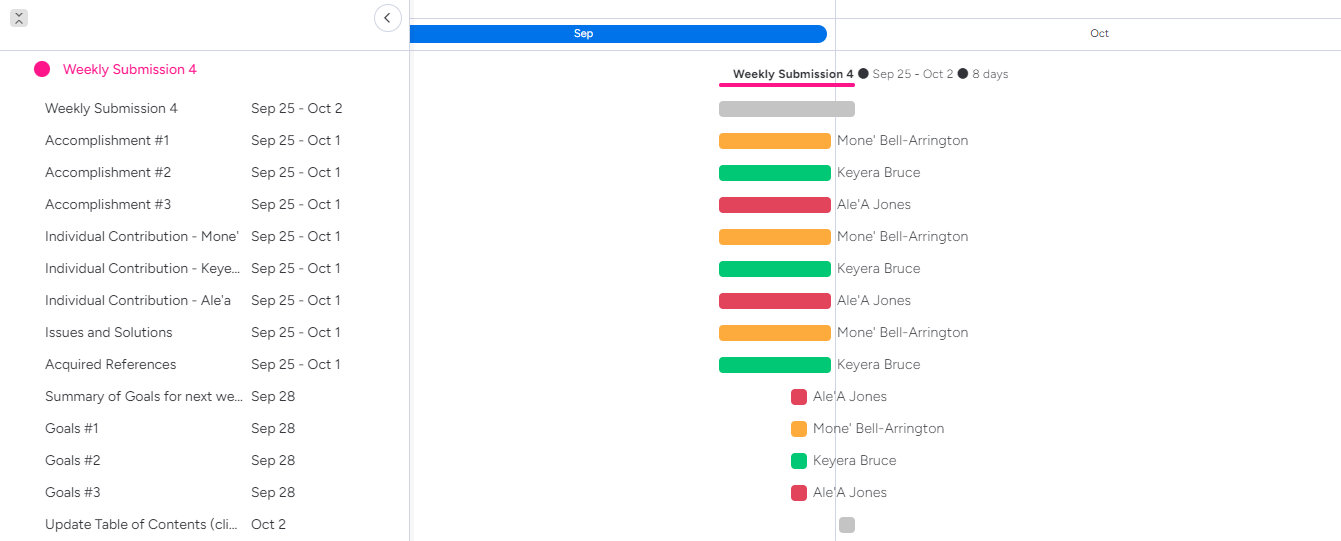 Sep Oct
Weekly Submission 4
Weekly Submission 4 ● Sep 25 - Oct 2 ● 8 days
Weekly Submission 4 Sep 25 - Oct 2
Accomplishment #1 Sep 25 - Oct 1 Mone' Bell-Arrington
Accomplishment #2 Sep 25 - Oct 1 Keyera Bruce
Accomplishment #3 Sep 25 - Oct 1 Ale'A Jones
Individual Contribution - Mone' Sep 25 - Oct 1 Mone' Bell-Arrington
Individual Contribution - Keye... Sep 25 - Oct 1 Keyera Bruce
Individual Contribution - Ale'a Sep 25 - Oct 1 Ale'A Jones
Issues and Solutions Sep 25 - Oct 1 Mone' Bell-Arrington
Acquired References Sep 25 - Oct 1 Keyera Bruce
Summary of Goals for next we... Sep 28 Ale'A Jones
Goals #1 Sep 28 Mone' Bell-Arrington
Goals #2 Sep 28 Keyera Bruce
Goals #3 Sep 28 Ale'A Jones
Update Table of Contents (cli... Oct 2